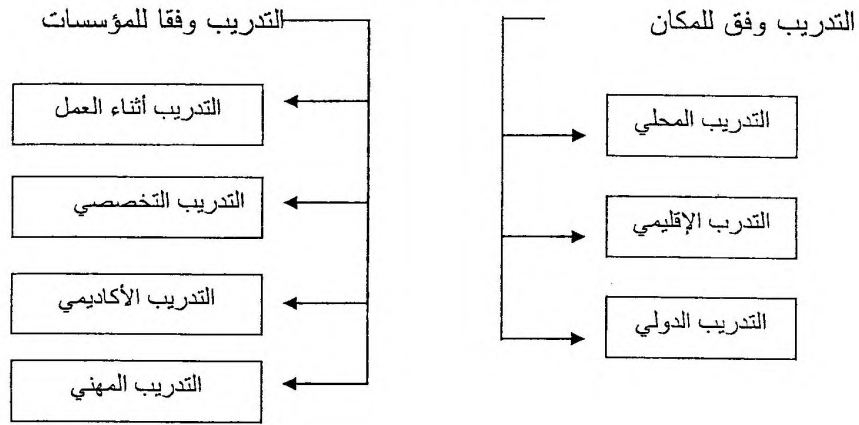 التدريب وفق للمكان
التدريب المحلي
التدرب الإقليمي
التدريب الدولي
التدريب وفقا للمؤسسات
التدريب أثناء العمل
التدريب التخصصي
التدريب الأكاديمي
التدريب المهني